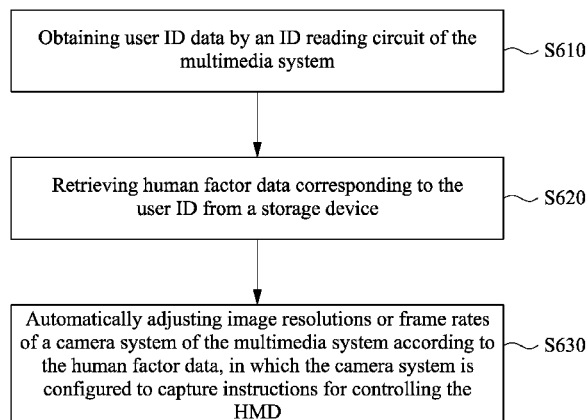 Obtaining user ID data by an ID reading circuit of the
multimedia system
S610
Retrieving human factor data corresponding to the
user ID from a storage device
S620
Automatically adjusting image resolutions or frame rates
of a camera system of the multimedia system according
to the human factor data, in which the camera system is
configured to capture instructions for controlling the
HMD
S630